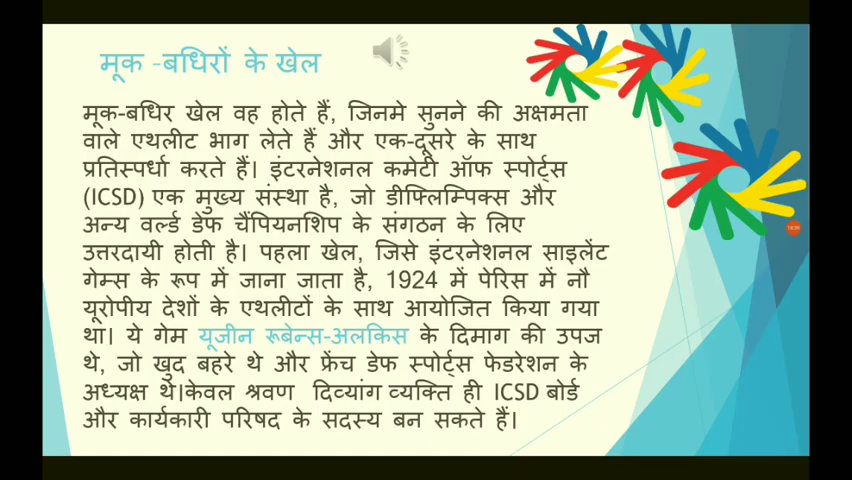 मूक -बधिरों के खेल
मूक-बधिर खेल वह होते हैं, जिनमे सुनने की अक्षमता
वाले एथलीट भाग लेते हैं और एक-दूसरे के साथ
प्रतिस्पर्धा करते हैं। इंटरनेशनल कमेटी ऑफ स्पोर्ट्स
(ICSD) एक मुख्य संस्था है, जो डीफ्लिम्पिक्स और
अन्य वर्ल्ड डेफ चैंपियनशिप के संगठन के लिए
उत्तरदायी होती है। पहला खेल, जिसे इंटरनेशनल साइलेंट
गेम्स के रूप में जाना जाता है, 1924 में पेरिस में नौ
यूरोपीय देशों के एथलीटों के साथ आयोजित किया गया
था। ये गेम यूजीन रूबेन्स-अलकिस के दिमाग की उपज
थे, जो खुद बहरे थे और फ्रेंच डेफ स्पोर्ट्स फेडरेशन के
अध्यक्ष थे।केवल श्रवण दिव्यांग व्यक्ति ही ICSD बोर्ड
और कार्यकारी परिषद के सदस्य बन सकते हैं।